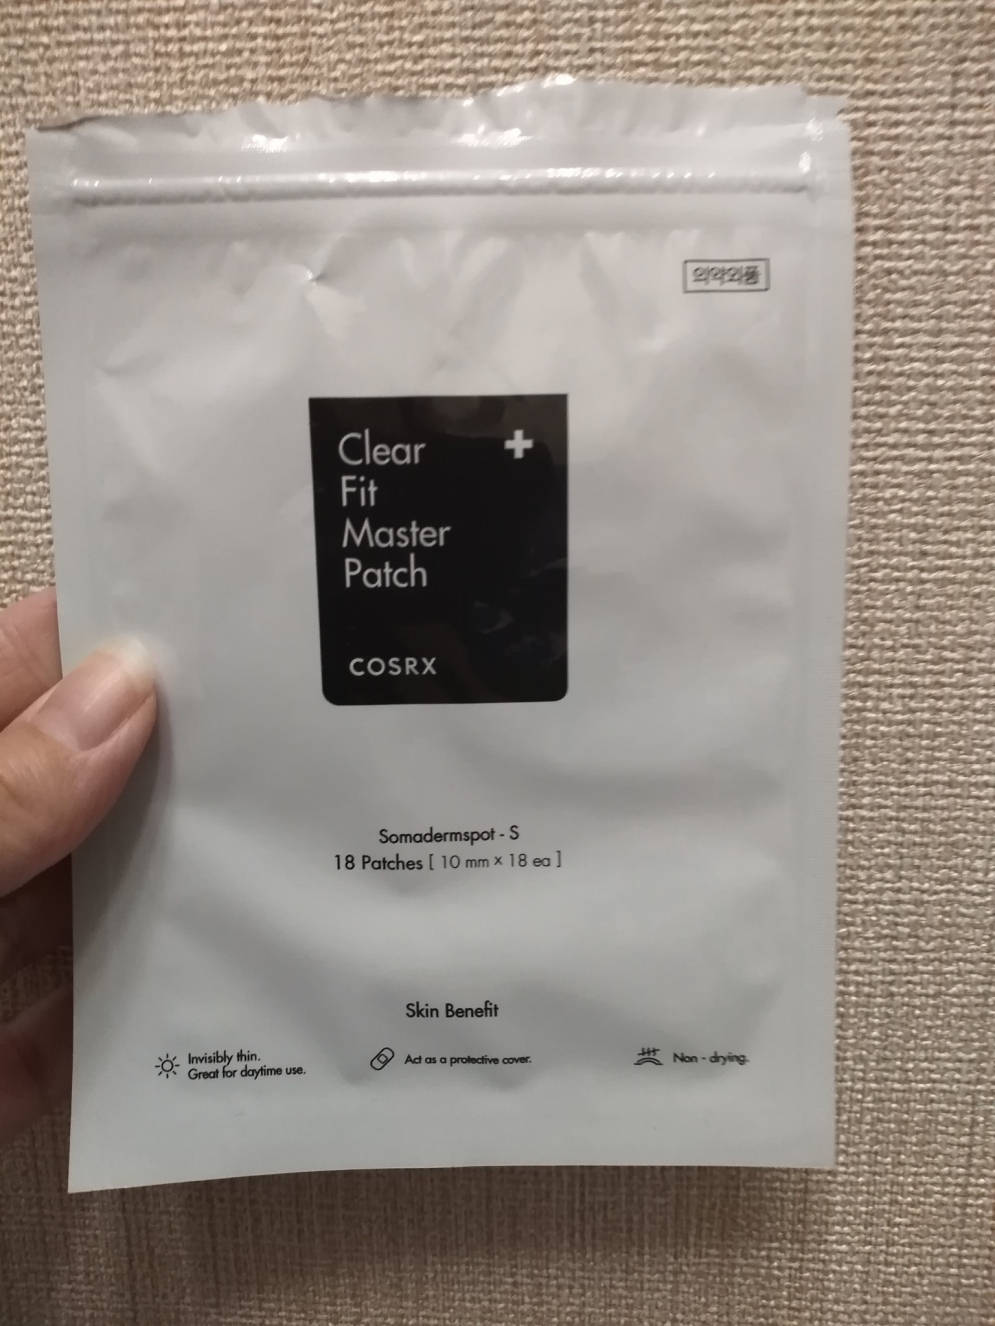 의약외품
Clear
Fit
Master
Patch
COSRX
Somadermspot - S
18 Patches [ 10 mm × 18 ea ]
Skin Benefit
Invisibly thin.
Great for daytime use.
Act as a protective cover.
Non - drying.